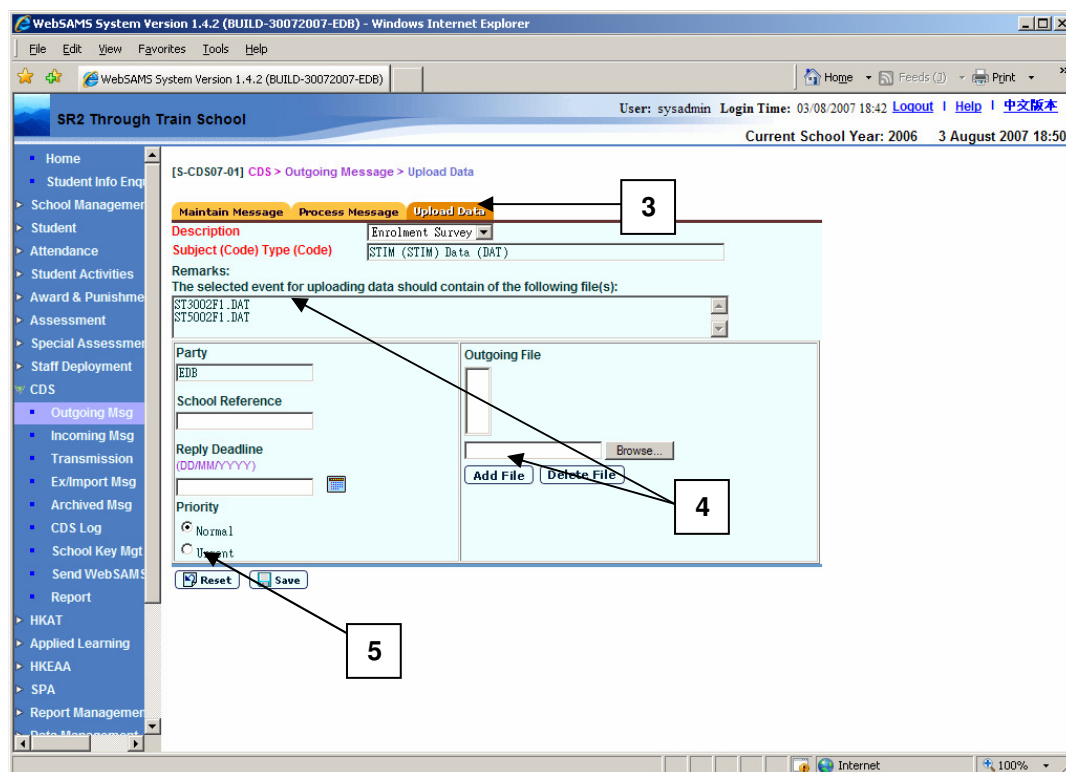 WebSAMS System Version 1.4.2 (BUILD-30072007-EDB) - Windows Internet Explorer
File Edit View Favorites Tools Help
WebSAMS System Version 1.4.2 (BUILD-30072007-EDB)
Home Feeds (J) Print »
SR2 Through Train School
User: sysadmin Login Time: 03/08/2007 18:42 Logout | Help | 中文版本
Current School Year: 2006 3 August 2007 18:50
Home
Student Info Enq
School Managemen
Student
Attendance
Student Activities
Award & Punishme
Assessment
Special Assessmen
Staff Deployment
CDS
Outgoing Msg
Incoming Msg
Transmission
Ex/Import Msg
Archived Msg
CDS Log
School Key Mgt
Send WebSAMS
Report
HKAT
Applied Learning
HKEAA
SPA
Report Managemen
Data Management
[S-CDS07-01] CDS > Outgoing Message > Upload Data
Maintain Message Process Message Upload Data
3
Description Enrolment Survey
Subject (Code) Type (Code) STIM (STIM) Data (DAT)
Remarks:
The selected event for uploading data should contain of the following file(s):
ST3002F1.DAT
ST5002F1.DAT
Party
EDB
School Reference
Reply Deadline
(DD/MM/YYYY)
Priority
Normal
Urgent
Outgoing File
Browse...
Add File Delete File
4
Reset Save
5
Internet 100%